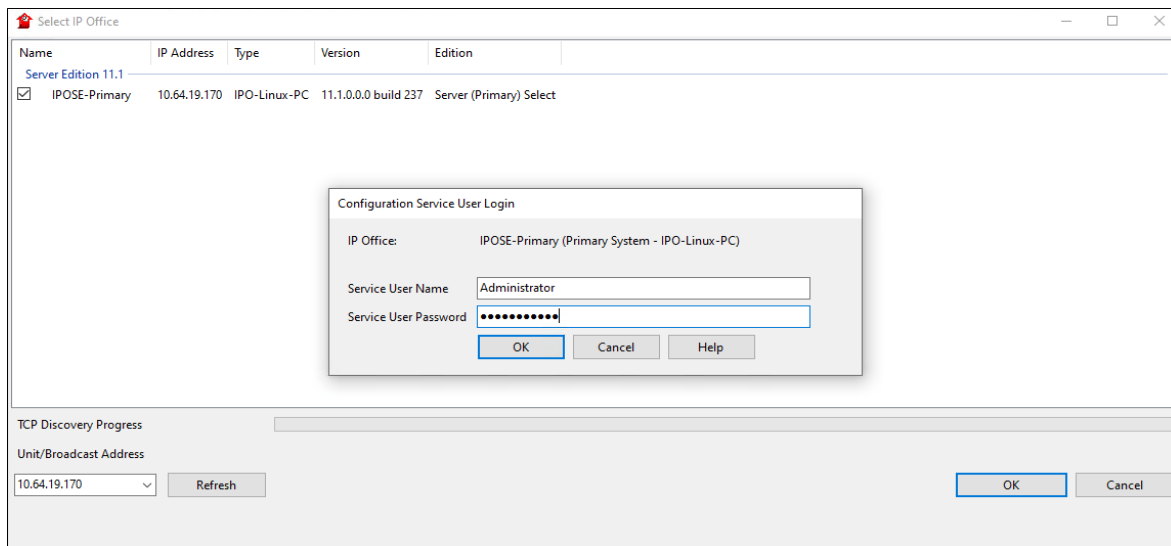 Select IP Office
Name IP Address Type Version Edition
Server Edition 11.1
IPOSE-Primary 10.64.19.170 IPO-Linux-PC 11.1.0.0.0 build 237 Server (Primary) Select
Configuration Service User Login
IP Office: IPOSE-Primary (Primary System - IPO-Linux-PC)
Service User Name Administrator
Service User Password ●●●●●●●●●●●
OK Cancel Help
TCP Discovery Progress
Unit/Broadcast Address
10.64.19.170 Refresh OK Cancel